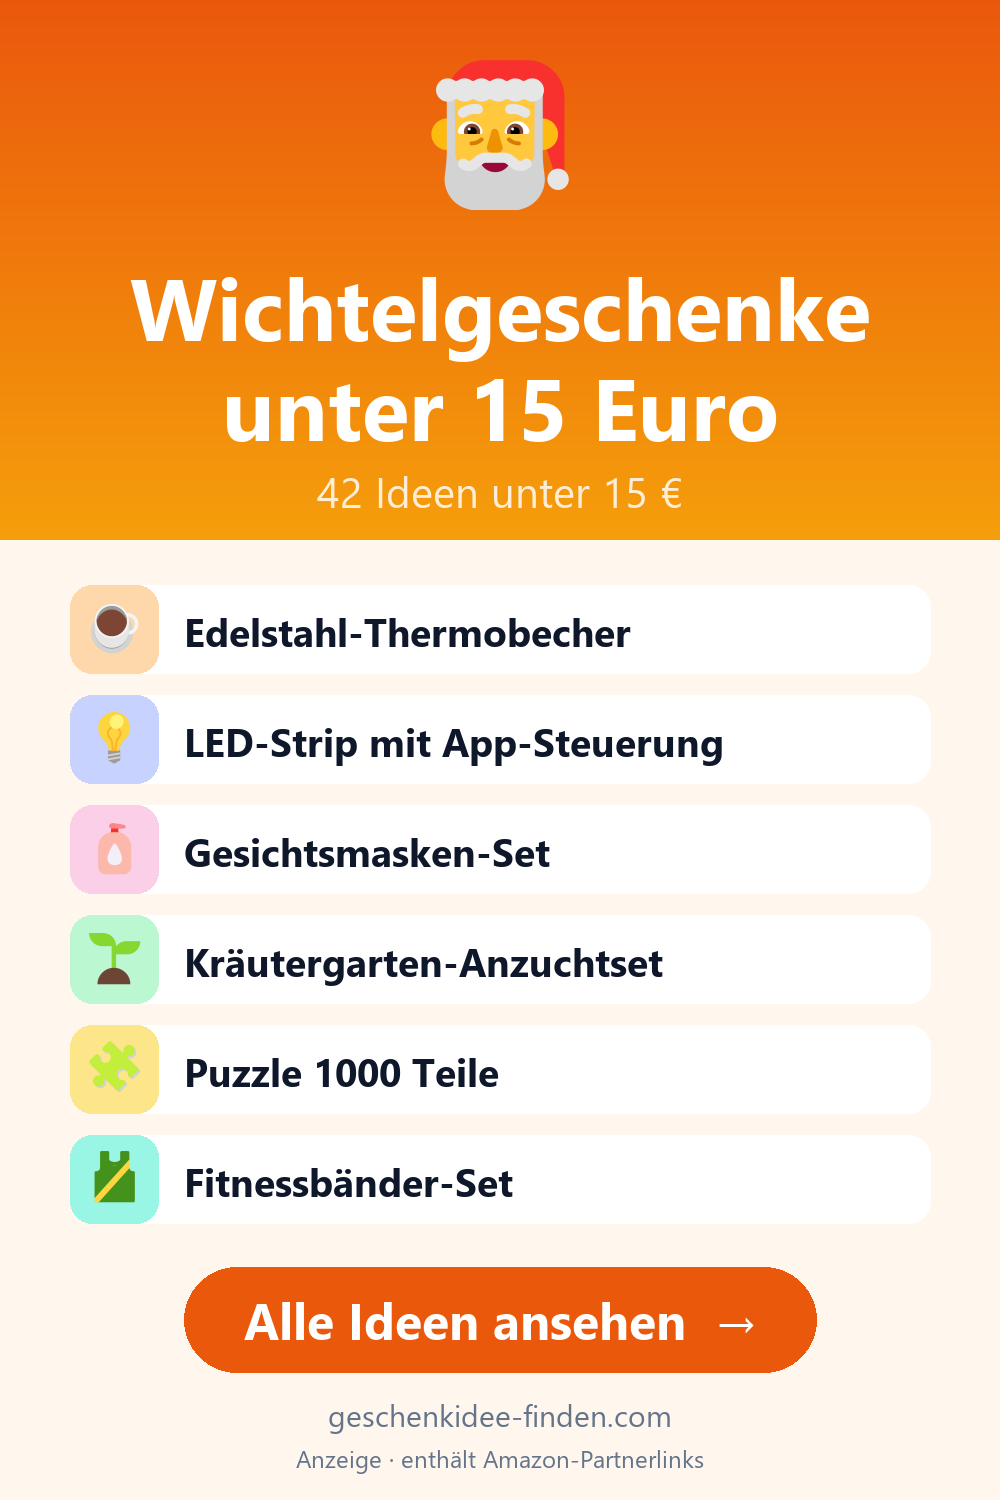 Wichtelgeschenke
unter 15 Euro
42 Ideen unter 15 €
Edelstahl-Thermobecher
LED-Strip mit App-Steuerung
Gesichtsmasken-Set
Kräutergarten-Anzuchtset
Puzzle 1000 Teile
Fitnessbänder-Set
Alle Ideen ansehen →
geschenkidee-finden.com
Anzeige · enthält Amazon-Partnerlinks